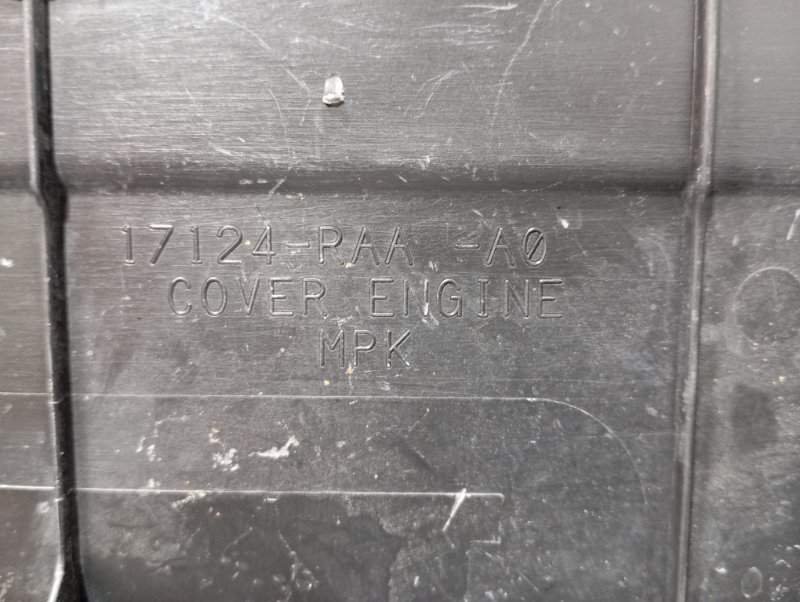 17124-RAA -A0
COVER ENGINE
MPK